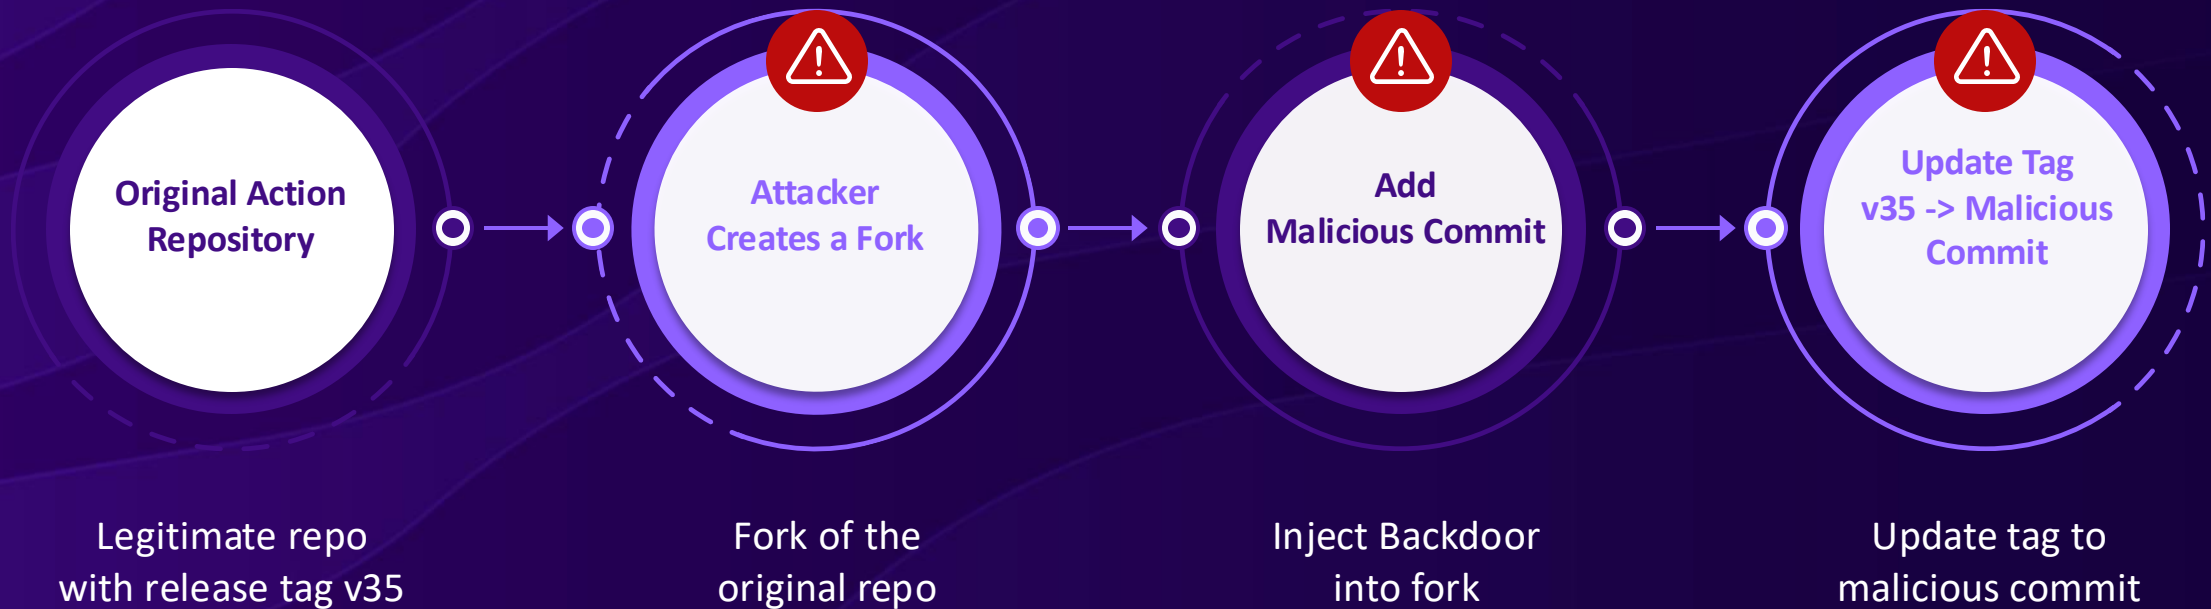 Original Action
Repository
Attacker
Creates a Fork
Add
Malicious Commit
Update Tag
v35 -> Malicious
Commit
Legitimate repo
with release tag v35
Fork of the
original repo
Inject Backdoor
into fork
Update tag to
malicious commit